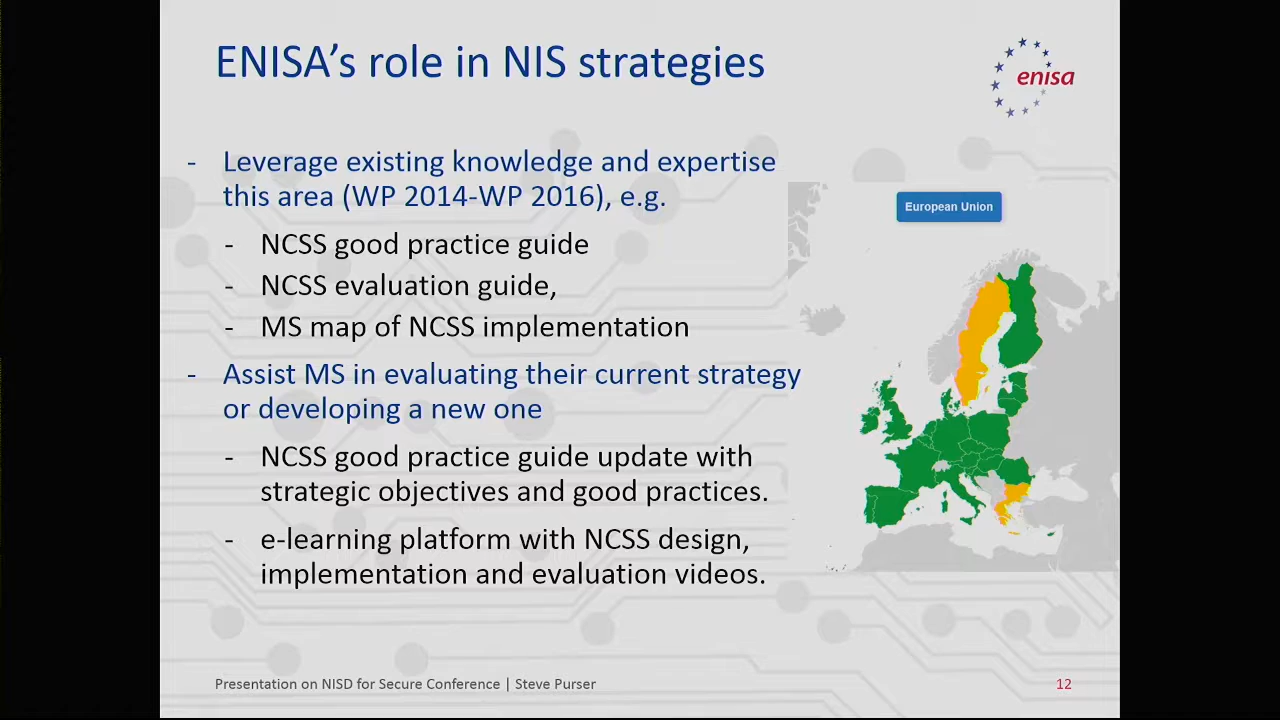 ENISA's role in NIS strategies
enisa
- Leverage existing knowledge and expertise
this area (WP 2014-WP 2016), e.g.
- NCSS good practice guide
- NCSS evaluation guide,
- MS map of NCSS implementation
- Assist MS in evaluating their current strategy
or developing a new one
- NCSS good practice guide update with
strategic objectives and good practices.
- e-learning platform with NCSS design,
implementation and evaluation videos.
European Union
Presentation on NISD for Secure Conference | Steve Purser
12